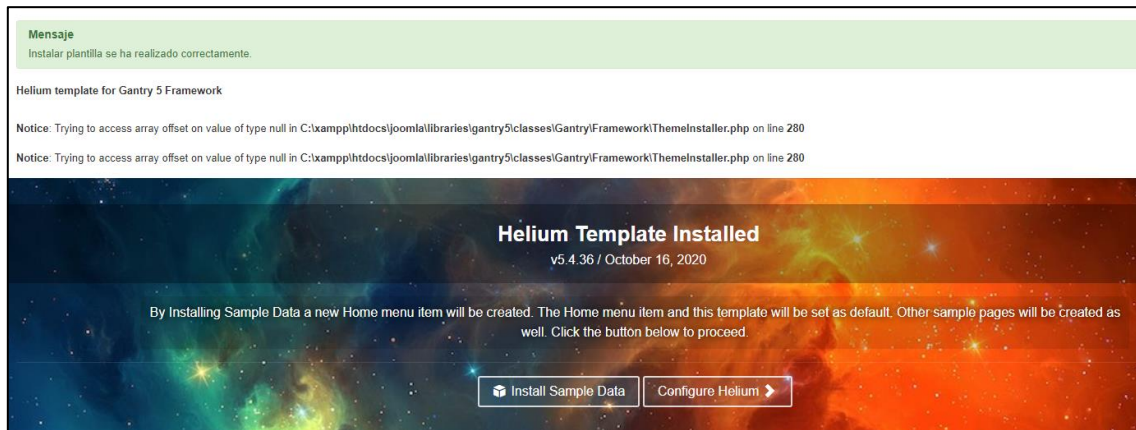 Mensaje
Instalar plantilla se ha realizado correctamente.
Helium template for Gantry 5 Framework
Notice: Trying to access array offset on value of type null in C:\xampp\htdocs\joomla\libraries\gantry5\classes\Gantry\Framework\ThemeInstaller.php on line 280
Notice: Trying to access array offset on value of type null in C:\xampp\htdocs\joomla\libraries\gantry5\classes\Gantry\Framework\ThemeInstaller.php on line 280
Helium Template Installed
v5.4.36 / October 16, 2020
By Installing Sample Data a new Home menu item will be created. The Home menu item and this template will be set as default. Other sample pages will be created as
well. Click the button below to proceed.
Install Sample Data
Configure Helium